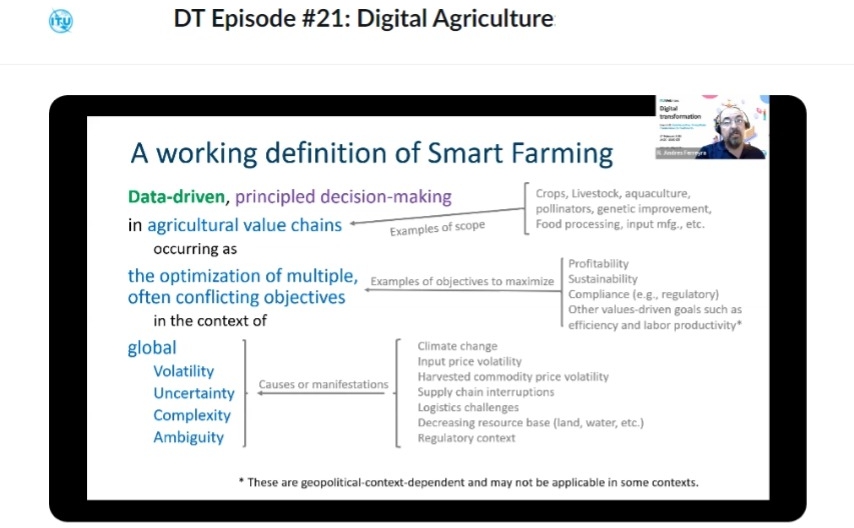 ITU
DT Episode #21: Digital Agriculture
Digital
transformation
Andres Ferreyra
A working definition of Smart Farming
Data-driven, principled decision-making
in agricultural value chains
occurring as
the optimization of multiple,
often conflicting objectives
in the context of
global
Volatility
Uncertainty
Complexity
Ambiguity
Examples of scope
Crops, Livestock, aquaculture,
pollinators, genetic improvement,
Food processing, input mfg., etc.
Examples of objectives to maximize
Profitability
Sustainability
Compliance (e.g., regulatory)
Other values-driven goals such as
efficiency and labor productivity*
Causes or manifestations
Climate change
Input price volatility
Harvested commodity price volatility
Supply chain interruptions
Logistics challenges
Decreasing resource base (land, water, etc.)
Regulatory context
* These are geopolitical-context-dependent and may not be applicable in some contexts.